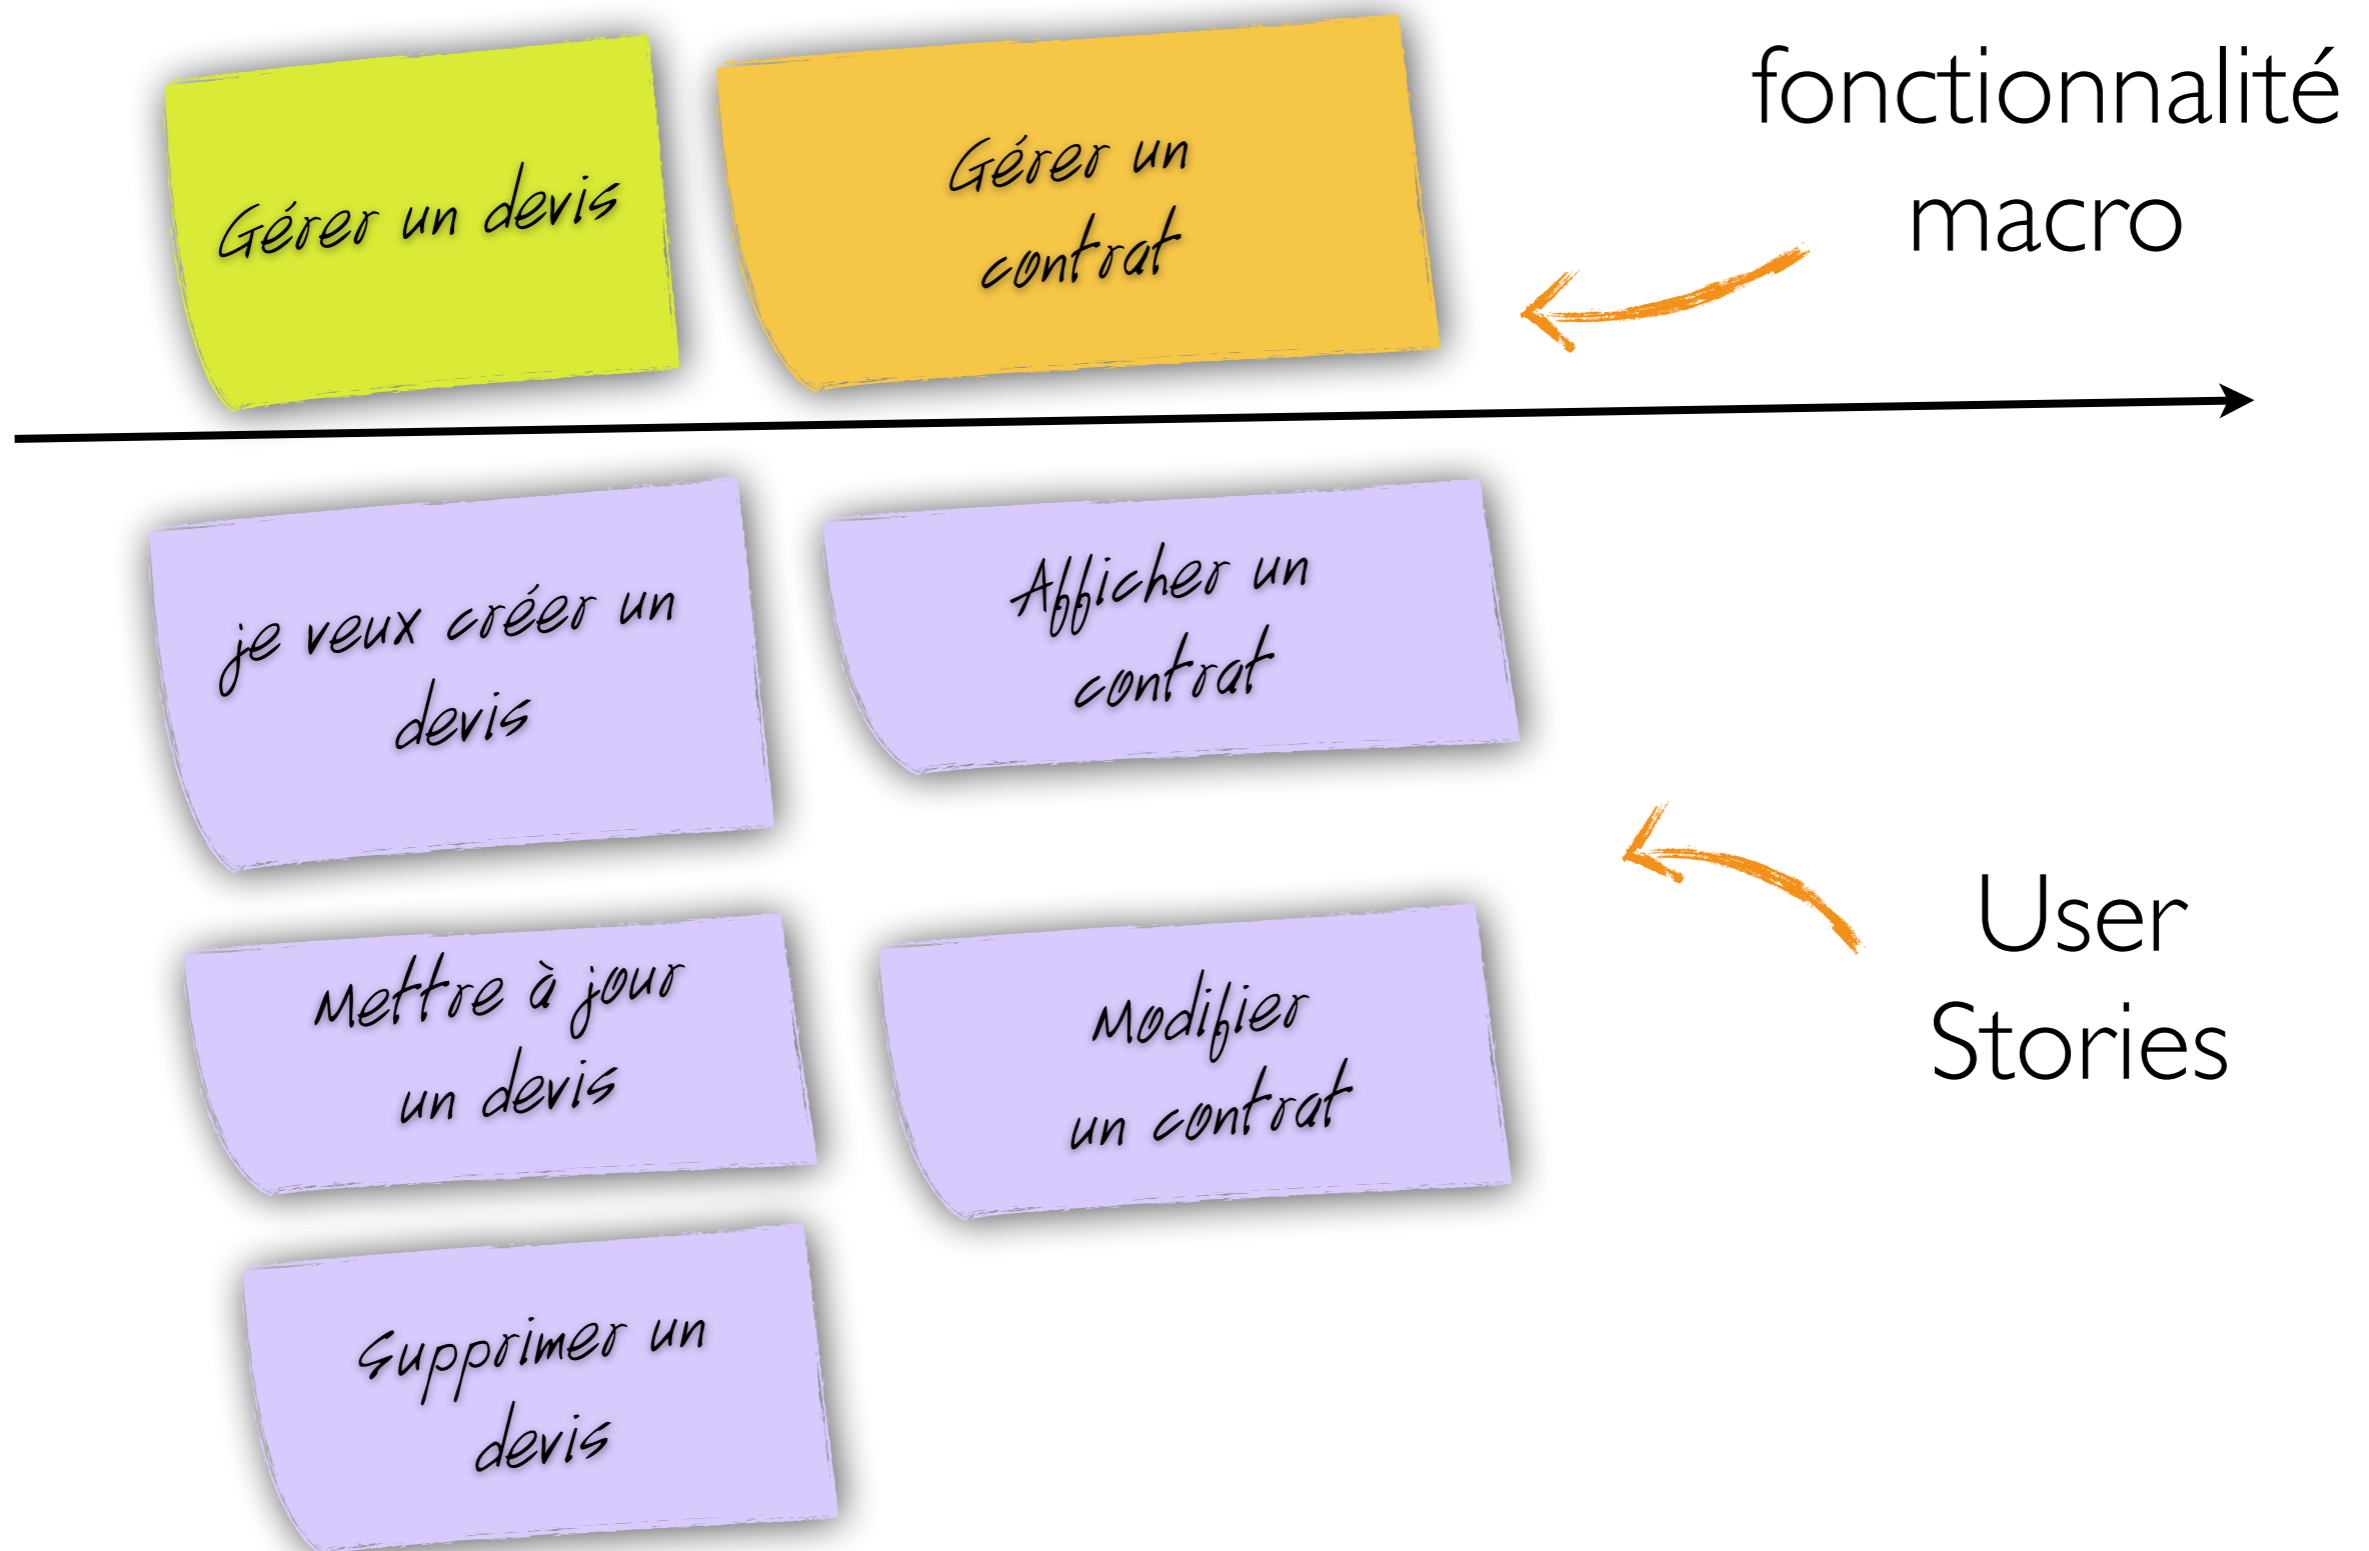 Gérer un devis
Gérer un
contrat
fonctionnalité
macro
je veux créer un
devis
Afficher un
contrat
Mettre à jour
un devis
Modifier
un contrat
User
Stories
Supprimer un
devis